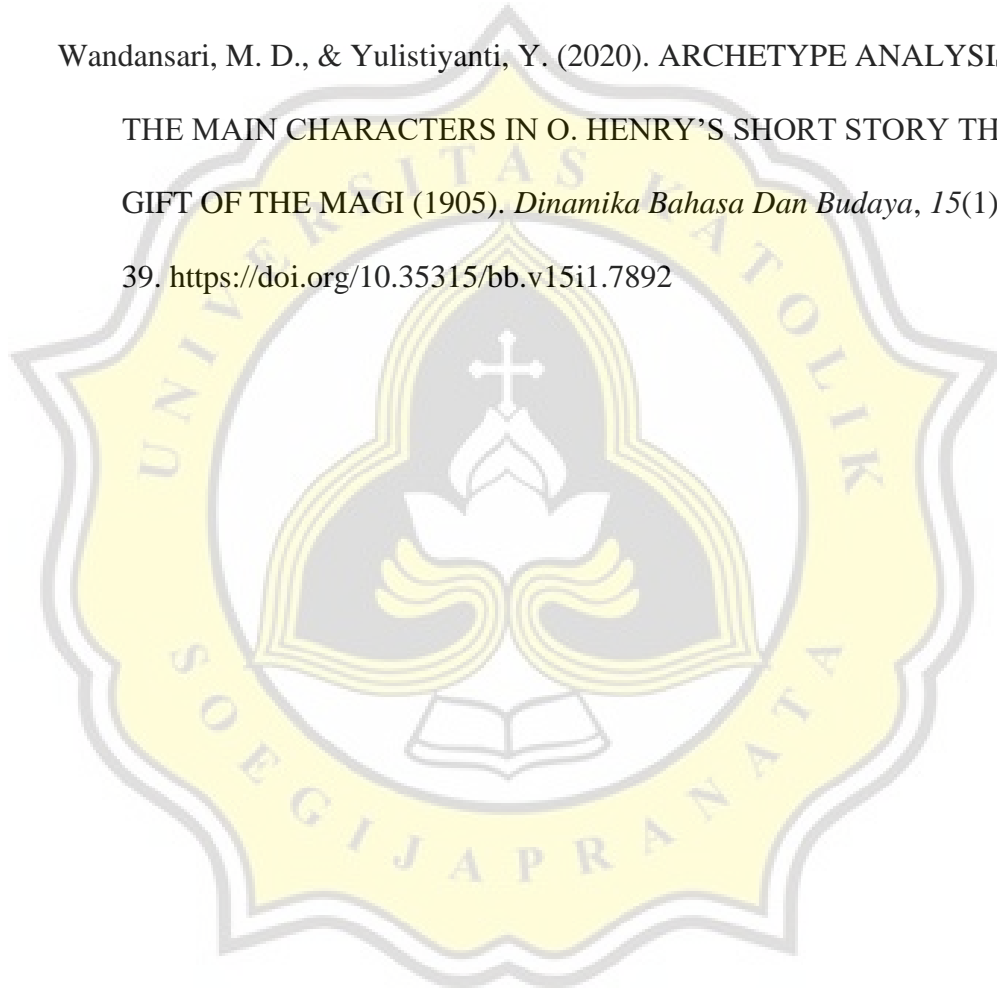 Wandansari, M. D., & Yulistiyanti, Y. (2020). ARCHETYPE ANALYSIS
THE MAIN CHARACTERS IN O. HENRY’S SHORT STORY TH
GIFT OF THE MAGI (1905). Dinamika Bahasa Dan Budaya, 15(1)
39. https://doi.org/10.35315/bb.v15i1.7892
UNIVERSITAS KATOLIK
SOEGIJAPRANATA